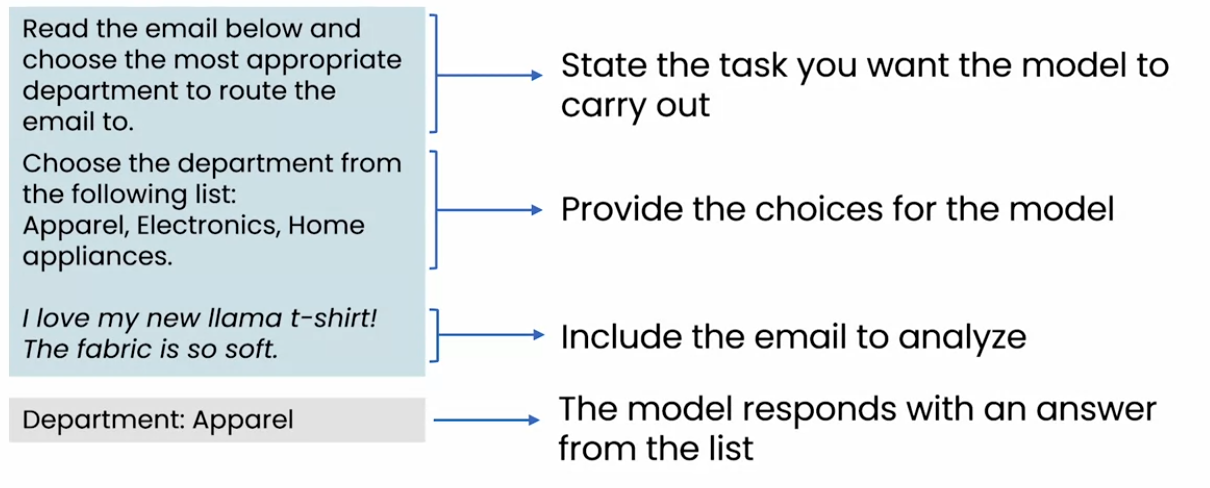 Read the email below and
choose the most appropriate
department to route the
email to.
State the task you want the model to
carry out
Choose the department from
the following list:
Apparel, Electronics, Home
appliances.
Provide the choices for the model
I love my new llama t-shirt!
The fabric is so soft.
Include the email to analyze
Department: Apparel
The model responds with an answer
from the list